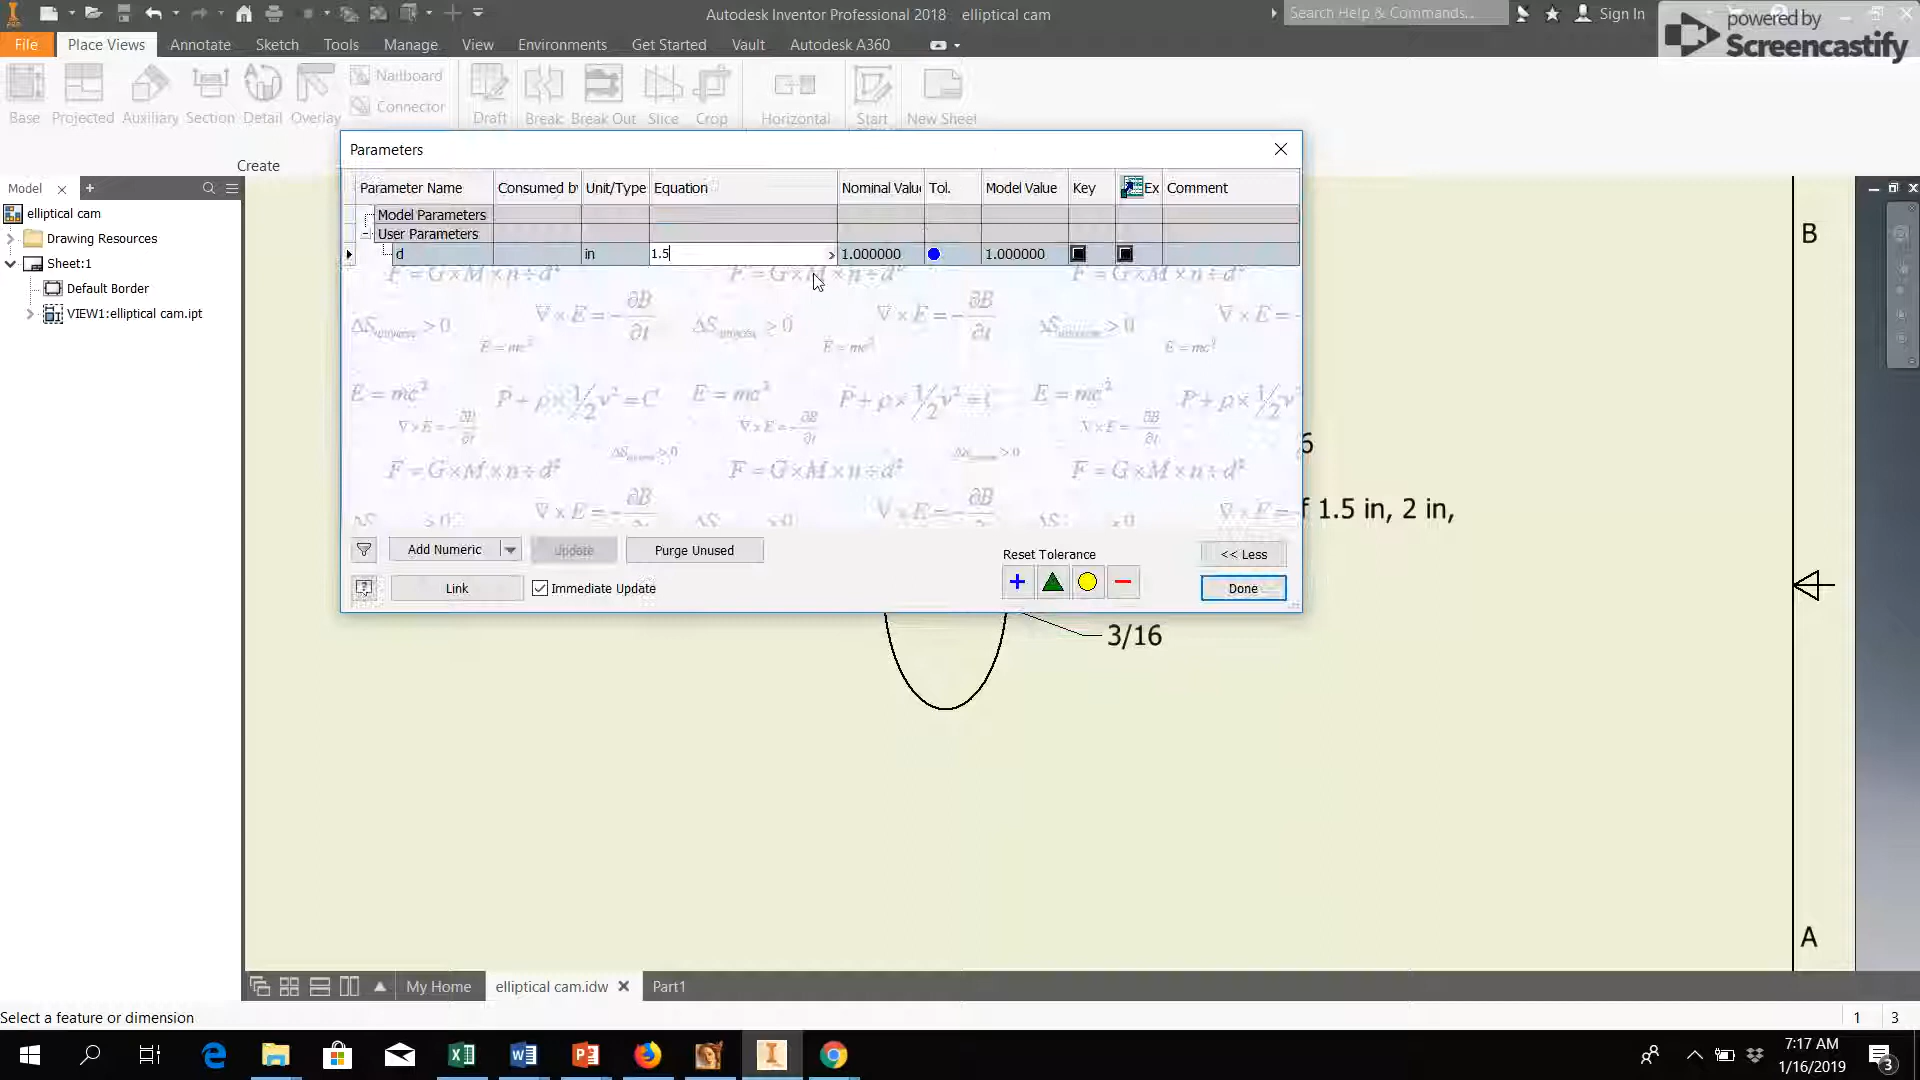 Autodesk Inventor Professional 2018 elliptical cam
Search Help & Commands...
Sign In
powered by
Screencastify
File Place Views Annotate Sketch Tools Manage View Environments Get Started Vault Autodesk A360
Nailboard
Connector
Base Projected Auxiliary Section Detail Overlay Draft Break Break Out Slice Crop Horizontal Start New Sheet
Create
Model
elliptical cam
Drawing Resources
Sheet:1
Default Border
VIEW1:elliptical cam.ipt
Parameters
Parameter Name Consumed by Unit/Type Equation Nominal Value Tol. Model Value Key Ex Comment
Model Parameters
User Parameters
d in 1.5 1.000000 1.000000
Add Numeric Update Purge Unused
Link Immediate Update
Reset Tolerance
<< Less
Done
B
6
f 1.5 in, 2 in,
3/16
A
My Home elliptical cam.idw Part1
Select a feature or dimension
1 3
7:17 AM
1/16/2019
3